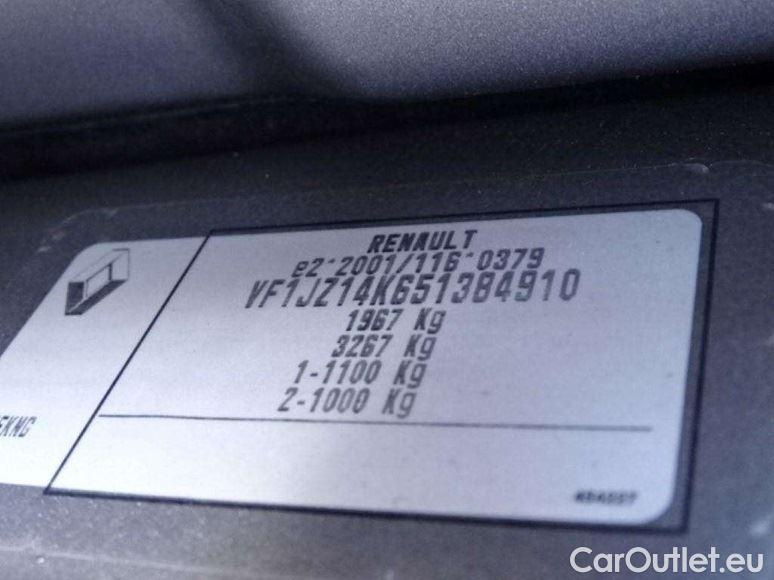 RENAULT
e2*2001/116*0379
VF1JZ14K651384910
1967 Kg
3267 Kg
1-1100 Kg
2-1000 Kg
CarOutlet.eu